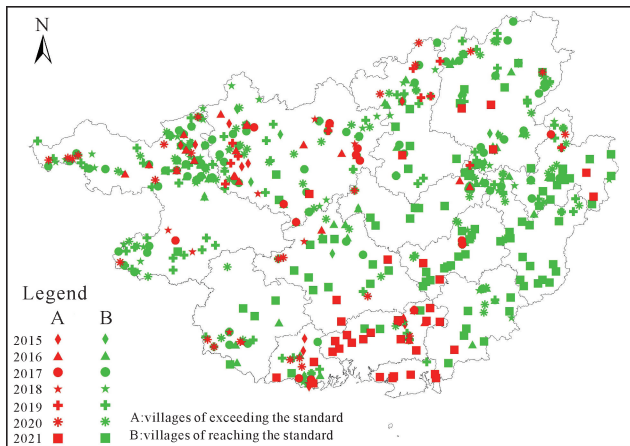 N
Legend
A B
2015
2016
2017
2018
2019
2020
2021
A:villages of exceeding the standard
B:villages of reaching the standard